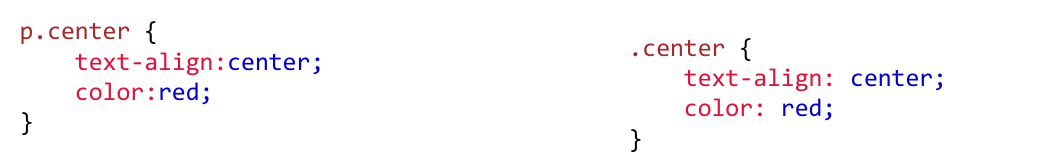 p.center {
    text-align:center;
    color:red;
}
.center {
    text-align: center;
    color: red;
}